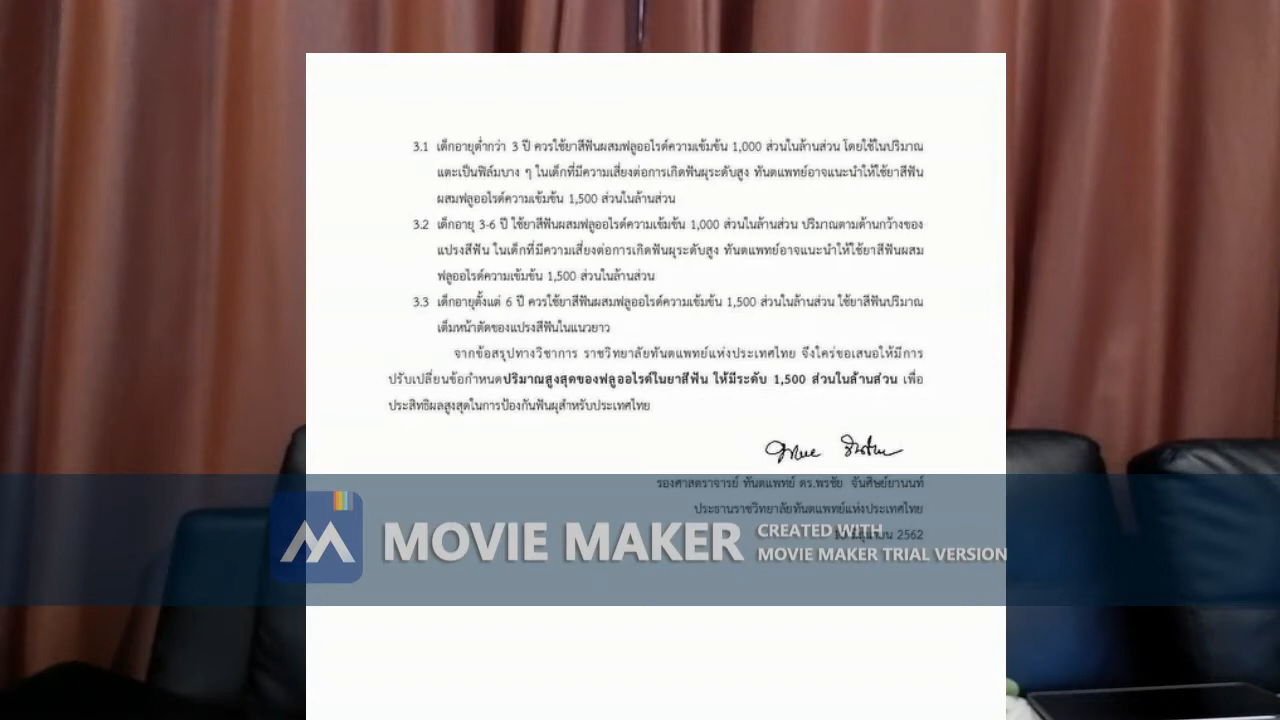 3.1 เด็กอายุต่ำกว่า 3 ปี ควรใช้ยาสีฟันผสมฟลูออไรด์ความเข้มข้น 1,000 ส่วนในล้านส่วน โดยใช้ในปริมาณ
แตะเป็นฟิล์มบาง ๆ ในเด็กที่มีความเสี่ยงต่อการเกิดฟันผุระดับสูง ทันตแพทย์อาจแนะนำให้ใช้ยาสีฟัน
ผสมฟลูออไรด์ความเข้มข้น 1,500 ส่วนในล้านส่วน
3.2 เด็กอายุ 3-6 ปี ใช้ยาสีฟันผสมฟลูออไรด์ความเข้มข้น 1,000 ส่วนในล้านส่วน ปริมาณตามด้านกว้างของ
แปรงสีฟัน ในเด็กที่มีความเสี่ยงต่อการเกิดฟันผุระดับสูง ทันตแพทย์อาจแนะนำให้ใช้ยาสีฟันผสม
ฟลูออไรด์ความเข้มข้น 1,500 ส่วนในล้านส่วน
3.3 เด็กอายุตั้งแต่ 6 ปี ควรใช้ยาสีฟันผสมฟลูออไรด์ความเข้มข้น 1,500 ส่วนในล้านส่วน ใช้ยาสีฟันปริมาณ
เต็มหน้าตัดของแปรงสีฟันในแนวยาว
จากข้อสรุปทางวิชาการ ราชวิทยาลัยทันตแพทย์แห่งประเทศไทย จึงใคร่ขอเสนอให้มีการ
ปรับเปลี่ยนข้อกำหนดปริมาณสูงสุดของฟลูออไรด์ในยาสีฟัน ให้มีระดับ 1,500 ส่วนในล้านส่วน เพื่อ
ประสิทธิผลสูงสุดในการป้องกันฟันผุสำหรับประเทศไทย
รองศาสตราจารย์ ทันตแพทย์ ดร.พรชัย จันศิษย์ยานนท์
ประธานราชวิทยาลัยทันตแพทย์แห่งประเทศไทย
2562
MOVIE MAKER
CREATED WITH
MOVIE MAKER TRIAL VERSION